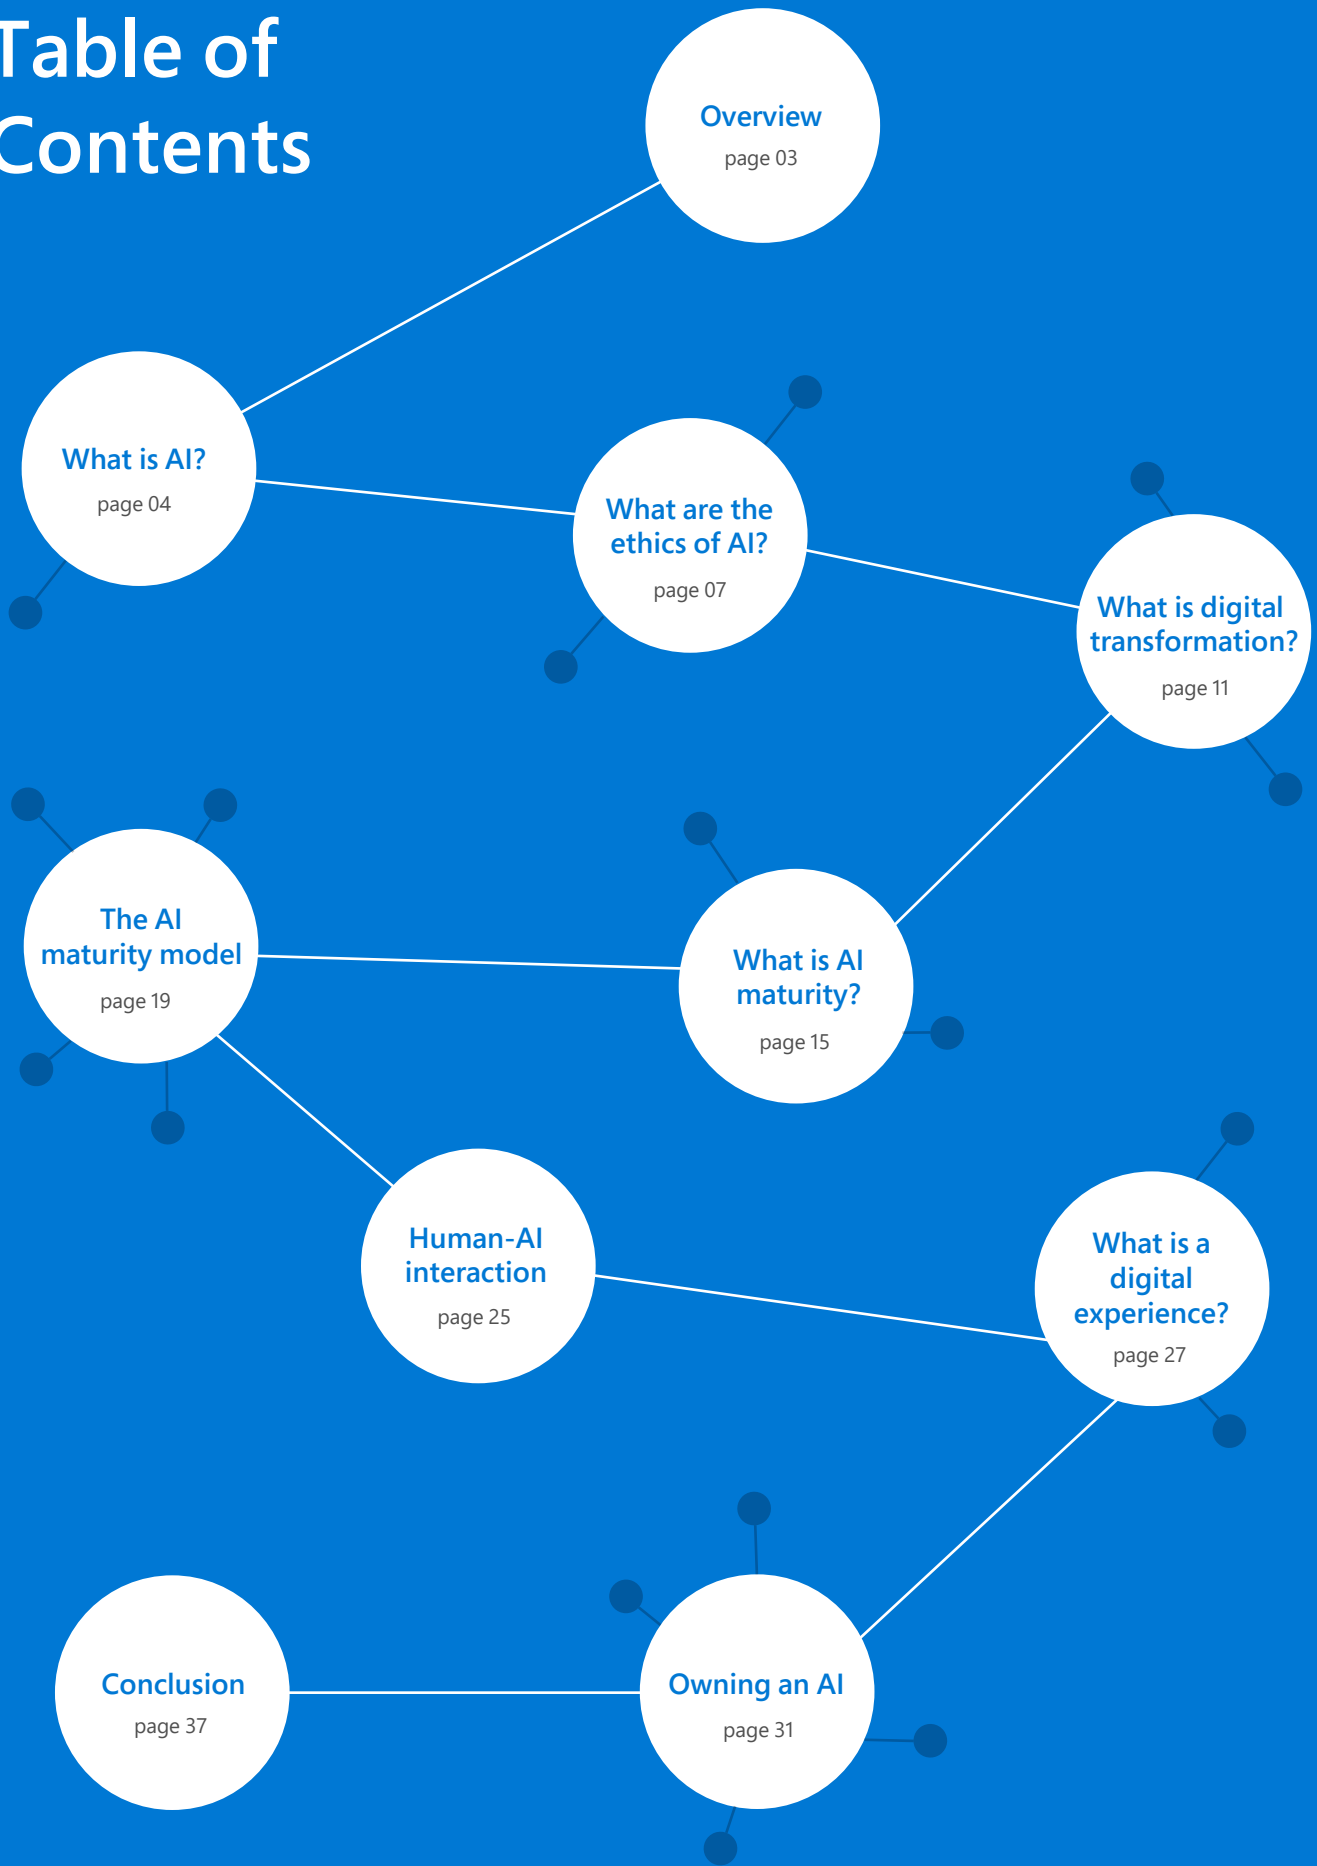 Table of
Contents
Overview
page 03
What is AI?
page 04
What are the
ethics of AI?
page 07
What is digital
transformation?
page 11
What is AI
maturity?
page 15
The AI
maturity model
page 19
Human-AI
interaction
page 25
What is a
digital
experience?
page 27
Owning an AI
page 31
Conclusion
page 37